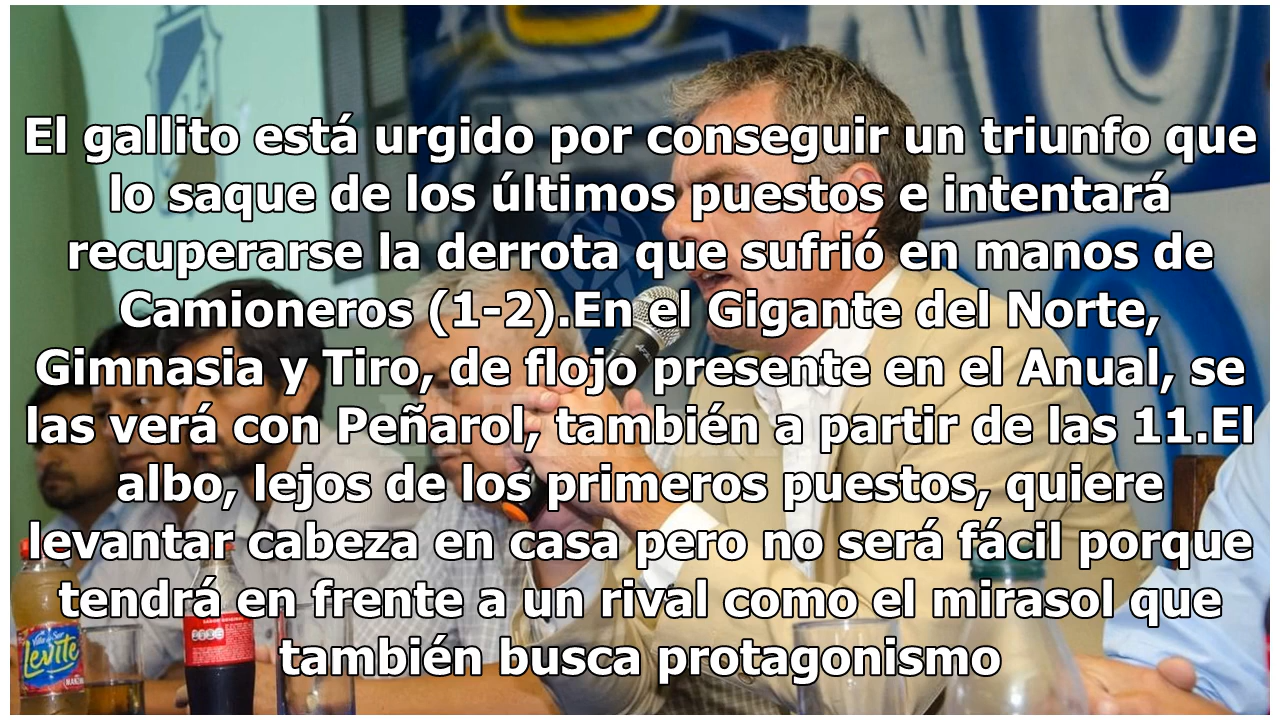 El gallito está urgido por conseguir un triunfo que
lo saque de los últimos puestos e intentará
recuperarse la derrota que sufrió en manos de
Camioneros (1-2).En el Gigante del Norte,
Gimnasia y Tiro, de flojo presente en el Anual, se
las verá con Peñarol, también a partir de las 11.El
albo, lejos de los primeros puestos, quiere
levantar cabeza en casa pero no será fácil porque
tendrá en frente a un rival como el mirasol que
también busca protagonismo
Villa del Sur
Levité